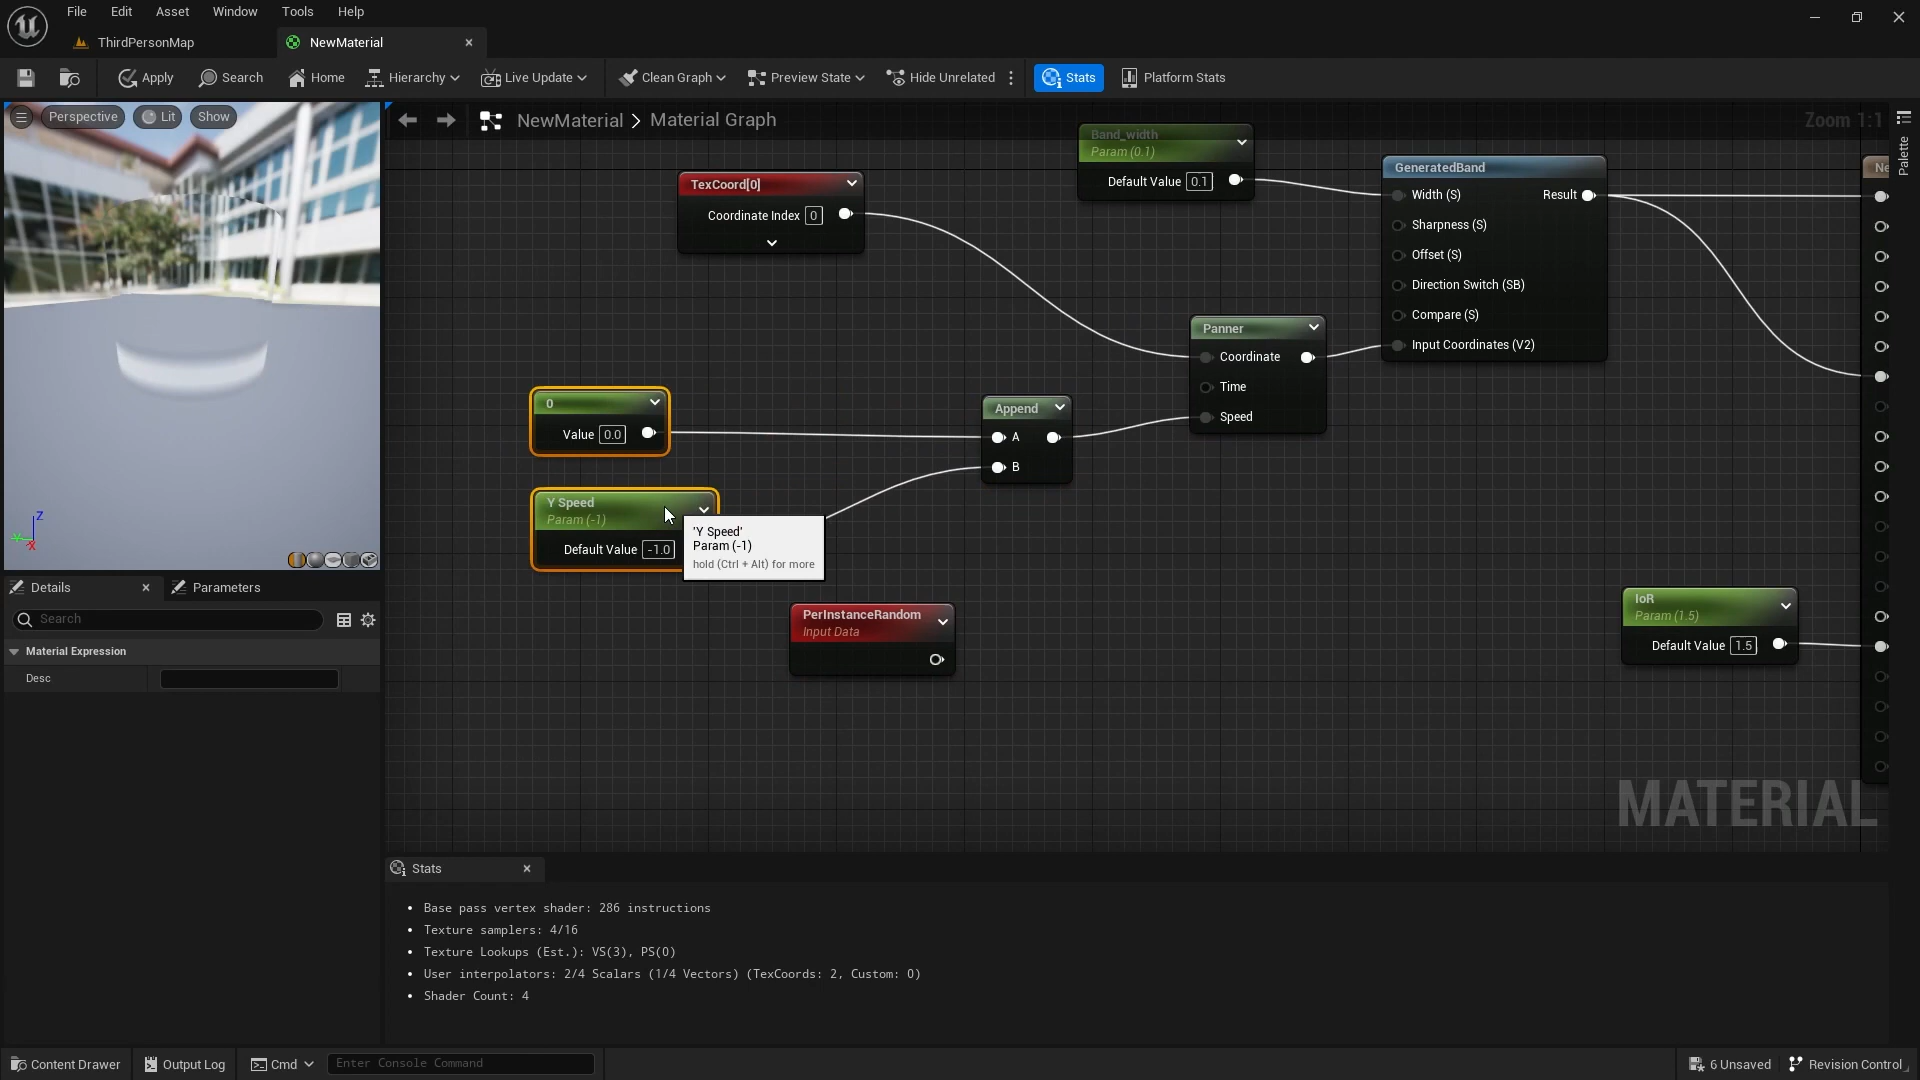 File Edit Asset Window Tools Help
ThirdPersonMap NewMaterial
Apply Search Home Hierarchy Live Update Clean Graph Preview State Hide Unrelated Stats Platform Stats
Perspective Lit Show
NewMaterial > Material Graph
Zoom 1:1
Palette
Band_width
Param (0.1)
Default Value 0.1
TexCoord[0]
Coordinate Index 0
GeneratedBand
Width (S) Result
Sharpness (S)
Offset (S)
Direction Switch (SB)
Compare (S)
Input Coordinates (V2)
Ne
Panner
Coordinate
Time
Speed
0
Value 0.0
Append
A
B
Y Speed
Param (-1)
Default Value -1.0
'Y Speed'
Param (-1)
hold (Ctrl + Alt) for more
PerInstanceRandom
Input Data
IoR
Param (1.5)
Default Value 1.5
MATERIAL
Z
Y
X
Details Parameters
Search
Material Expression
Desc
Stats
• Base pass vertex shader: 286 instructions
• Texture samplers: 4/16
• Texture Lookups (Est.): VS(3), PS(0)
• User interpolators: 2/4 Scalars (1/4 Vectors) (TexCoords: 2, Custom: 0)
• Shader Count: 4
Content Drawer Output Log Cmd Enter Console Command 6 Unsaved Revision Control